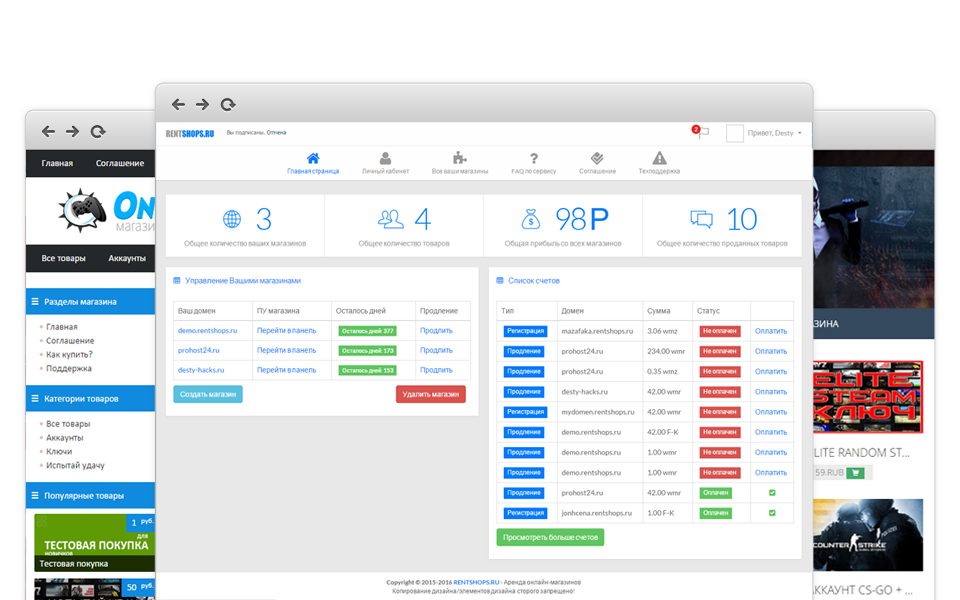 RENTSHOPS.RU
Вы подписаны. Отмена
2
Привет, Desty
Главная страница
Личный кабинет
Все ваши магазины
FAQ по сервису
Соглашение
Техподдержка
3
Общее количество ваших магазинов
4
Общее количество товаров
98 Р
Общая прибыль со всех магазинов
10
Общее количество проданных товаров
Управление Вашими магазинами
Ваш домен ПУ магазина Осталось дней Продление
demo.rentshops.ru Перейти в панель Осталось дней: 377 Продлить
prohost24.ru Перейти в панель Осталось дней: 173 Продлить
desty-hacks.ru Перейти в панель Осталось дней: 153 Продлить
Создать магазин
Удалить магазин
Список счетов
Тип Домен Сумма Статус
Регистрация mazafaka.rentshops.ru 3.06 wmz Не оплачен Оплатить
Продление prohost24.ru 234.00 wmr Не оплачен Оплатить
Продление prohost24.ru 0.35 wmz Не оплачен Оплатить
Продление desty-hacks.ru 42.00 wmr Не оплачен Оплатить
Регистрация mydomen.rentshops.ru 42.00 wmr Не оплачен Оплатить
Продление demo.rentshops.ru 42.00 F-K Не оплачен Оплатить
Продление demo.rentshops.ru 1.00 wmr Не оплачен Оплатить
Продление demo.rentshops.ru 1.00 wmr Не оплачен Оплатить
Продление prohost24.ru 42.00 wmr Оплачен
Регистрация jonhcena.rentshops.ru 1.00 F-K Оплачен
Просмотреть больше счетов
Copyright © 2015-2016 RENTSHOPS.RU - Аренда онлайн-магазинов
Копирование дизайна/элементов дизайна строго запрещено!
Главная Соглашение
On
магази
Все товары Аккаунты
Разделы магазина
Главная
Соглашение
Как купить?
Поддержка
Категории товаров
Все товары
Аккаунты
Ключи
Испытай удачу
Популярные товары
1 руб.
для
ТЕСТОВАЯ ПОКУПКА
новичков
Тестовая покупка
50 руб.
ЗИНА
ELITE
STEAM
КЛЮЧ
LITE RANDOM ST...
59.RUB
COUNTER STRIKE
ККАУНТ CS-GO + ...